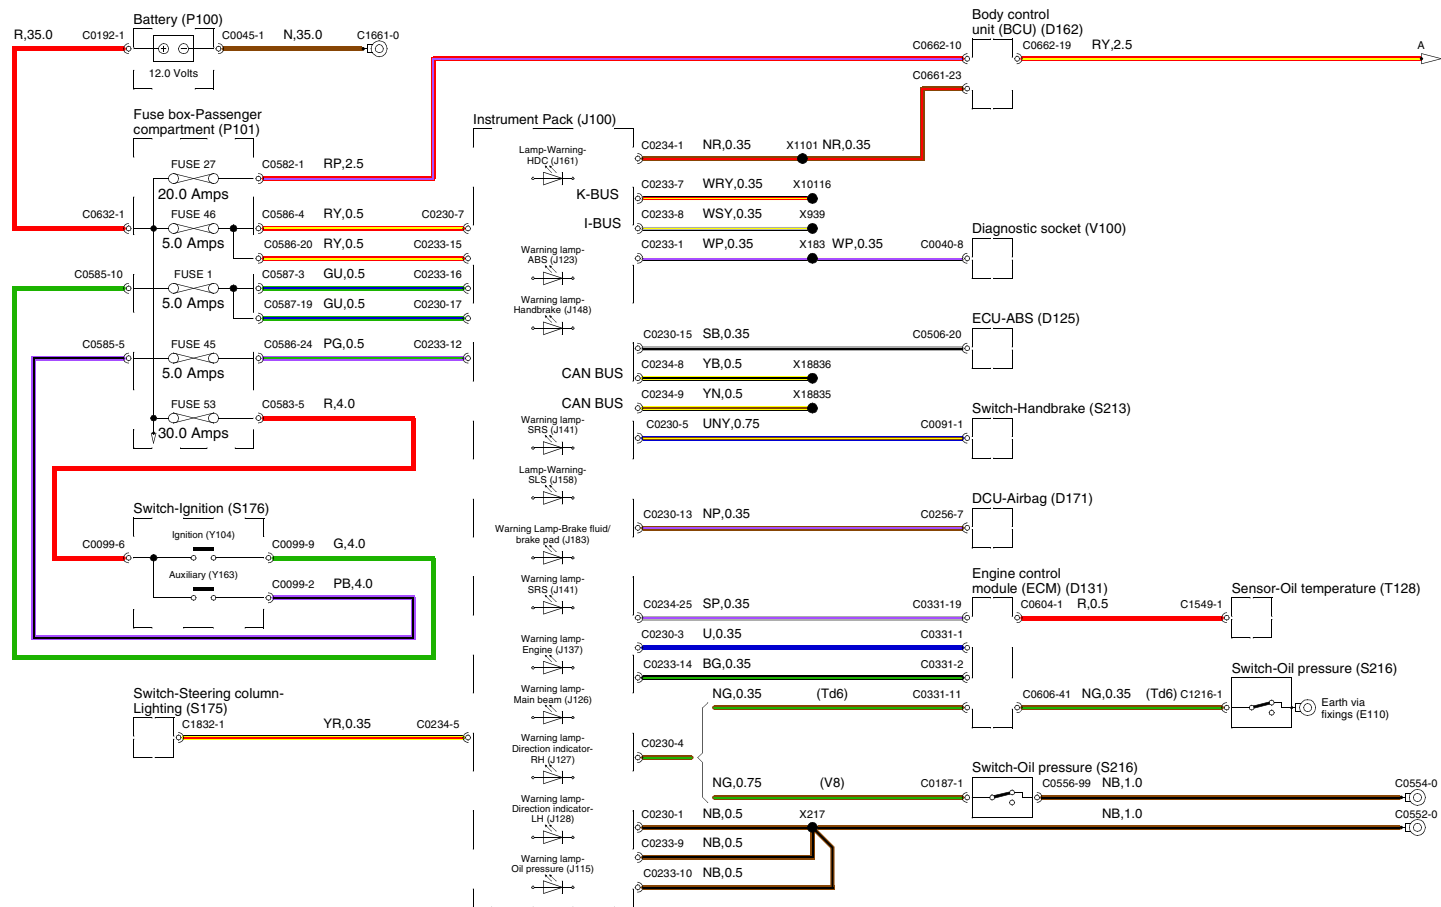 Battery (P100)
R,35.0
C0192-1
C0045-1
N,35.0
C1661-0
12.0 Volts
Body control
unit (BCU) (D162)
C0662-10
C0662-19
RY,2.5
A
C0661-23
Fuse box-Passenger
compartment (P101)
FUSE 27
20.0 Amps
C0582-1
RP,2.5
C0632-1
FUSE 46
5.0 Amps
C0586-4
RY,0.5
C0230-7
C0586-20
RY,0.5
C0233-15
C0585-10
FUSE 1
5.0 Amps
C0587-3
GU,0.5
C0233-16
C0587-19
GU,0.5
C0230-17
C0585-5
FUSE 45
5.0 Amps
C0586-24
PG,0.5
C0233-12
FUSE 53
30.0 Amps
C0583-5
R,4.0
Switch-Ignition (S176)
Ignition (Y104)
C0099-6
C0099-9
G,4.0
Auxiliary (Y163)
C0099-2
PB,4.0
Switch-Steering column-
Lighting (S175)
C1832-1
YR,0.35
C0234-5
Instrument Pack (J100)
Lamp-Warning-
HDC (J161)
K-BUS
I-BUS
Warning lamp-
ABS (J123)
Warning lamp-
Handbrake (J148)
CAN BUS
CAN BUS
Warning lamp-
SRS (J141)
Lamp-Warning-
SLS (J158)
Warning Lamp-Brake fluid/
brake pad (J183)
Warning lamp-
SRS (J141)
Warning lamp-
Engine (J137)
Warning lamp-
Main beam (J126)
Warning lamp-
Direction indicator-
RH (J127)
Warning lamp-
Direction indicator-
LH (J128)
Warning lamp-
Oil pressure (J115)
C0234-1
NR,0.35
X1101
NR,0.35
C0233-7
WRY,0.35
X10116
C0233-8
WSY,0.35
X939
C0233-1
WP,0.35
X183
WP,0.35
C0040-8
Diagnostic socket (V100)
C0230-15
SB,0.35
C0506-20
ECU-ABS (D125)
C0234-8
YB,0.5
X18836
C0234-9
YN,0.5
X18835
C0230-5
UNY,0.75
C0091-1
Switch-Handbrake (S213)
C0230-13
NP,0.35
C0256-7
DCU-Airbag (D171)
Engine control
module (ECM) (D131)
C0234-25
SP,0.35
C0331-19
C0604-1
R,0.5
C1549-1
Sensor-Oil temperature (T128)
C0230-3
U,0.35
C0331-1
C0233-14
BG,0.35
C0331-2
NG,0.35
(Td6)
C0331-11
C0606-41
NG,0.35
(Td6)
C1216-1
Switch-Oil pressure (S216)
Earth via
fixings (E110)
C0230-4
NG,0.75
(V8)
C0187-1
Switch-Oil pressure (S216)
C0556-99
NB,1.0
C0554-0
C0230-1
NB,0.5
X217
NB,1.0
C0552-0
C0233-9
NB,0.5
C0233-10
NB,0.5